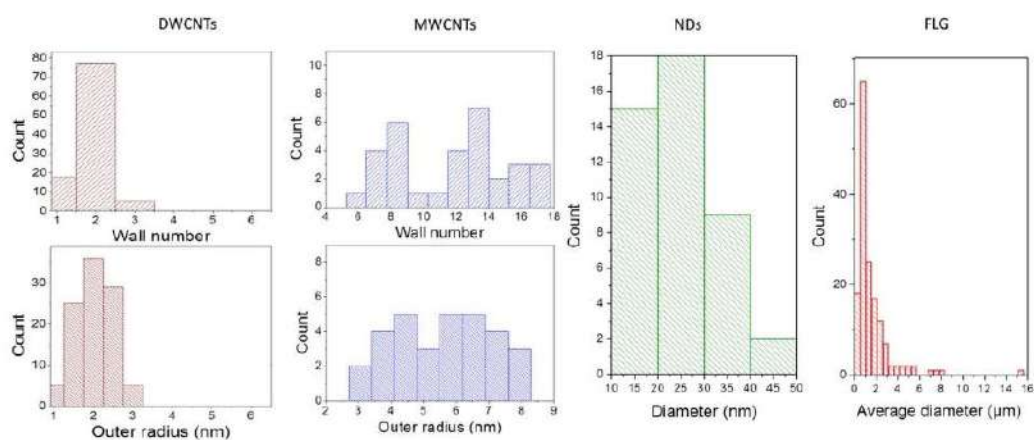 DWCNTs
MWCNTs
NDs
FLG
80
70
60
50
40
30
20
10
0
Count
1 2 3 4 5 6
Wall number
30
20
10
0
Count
1 2 3 4 5 6
Outer radius (nm)
10
8
6
4
2
0
Count
4 6 8 10 12 14 16 18
Wall number
8
6
4
2
0
Count
2 3 4 5 6 7 8 9
Outer radius (nm)
18
16
14
12
10
8
6
4
2
0
Count
10 20 30 40 50
Diameter (nm)
60
40
20
0
Count
0 2 4 6 8 10 12 14 16
Average diameter (µm)